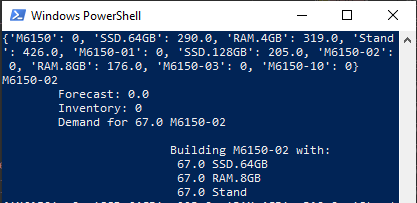 Windows PowerShell
{'M6150': 0, 'SSD.64GB': 290.0, 'RAM.4GB': 319.0, 'Stand
': 426.0, 'M6150-01': 0, 'SSD.128GB': 205.0, 'M6150-02':
 0, 'RAM.8GB': 176.0, 'M6150-03': 0, 'M6150-10': 0}
M6150-02
Forecast: 0.0
Inventory: 0
Demand for 67.0 M6150-02
Building M6150-02 with:
67.0 SSD.64GB
67.0 RAM.8GB
67.0 Stand